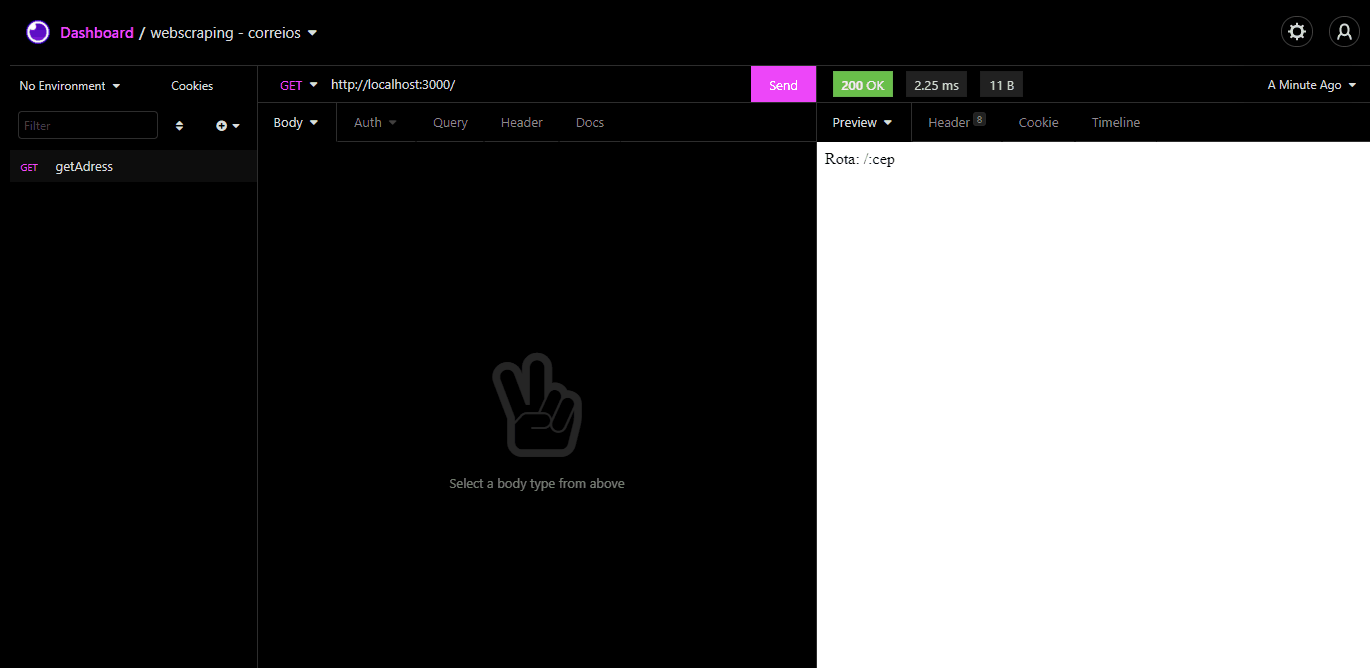 Dashboard / webscraping - correios
No Environment
Cookies
GET http://localhost:3000/
Send
200 OK
2.25 ms
11 B
A Minute Ago
Filter
Body
Auth
Query
Header
Docs
Preview
Header 8
Cookie
Timeline
GET getAdress
Rota: /:cep
Select a body type from above